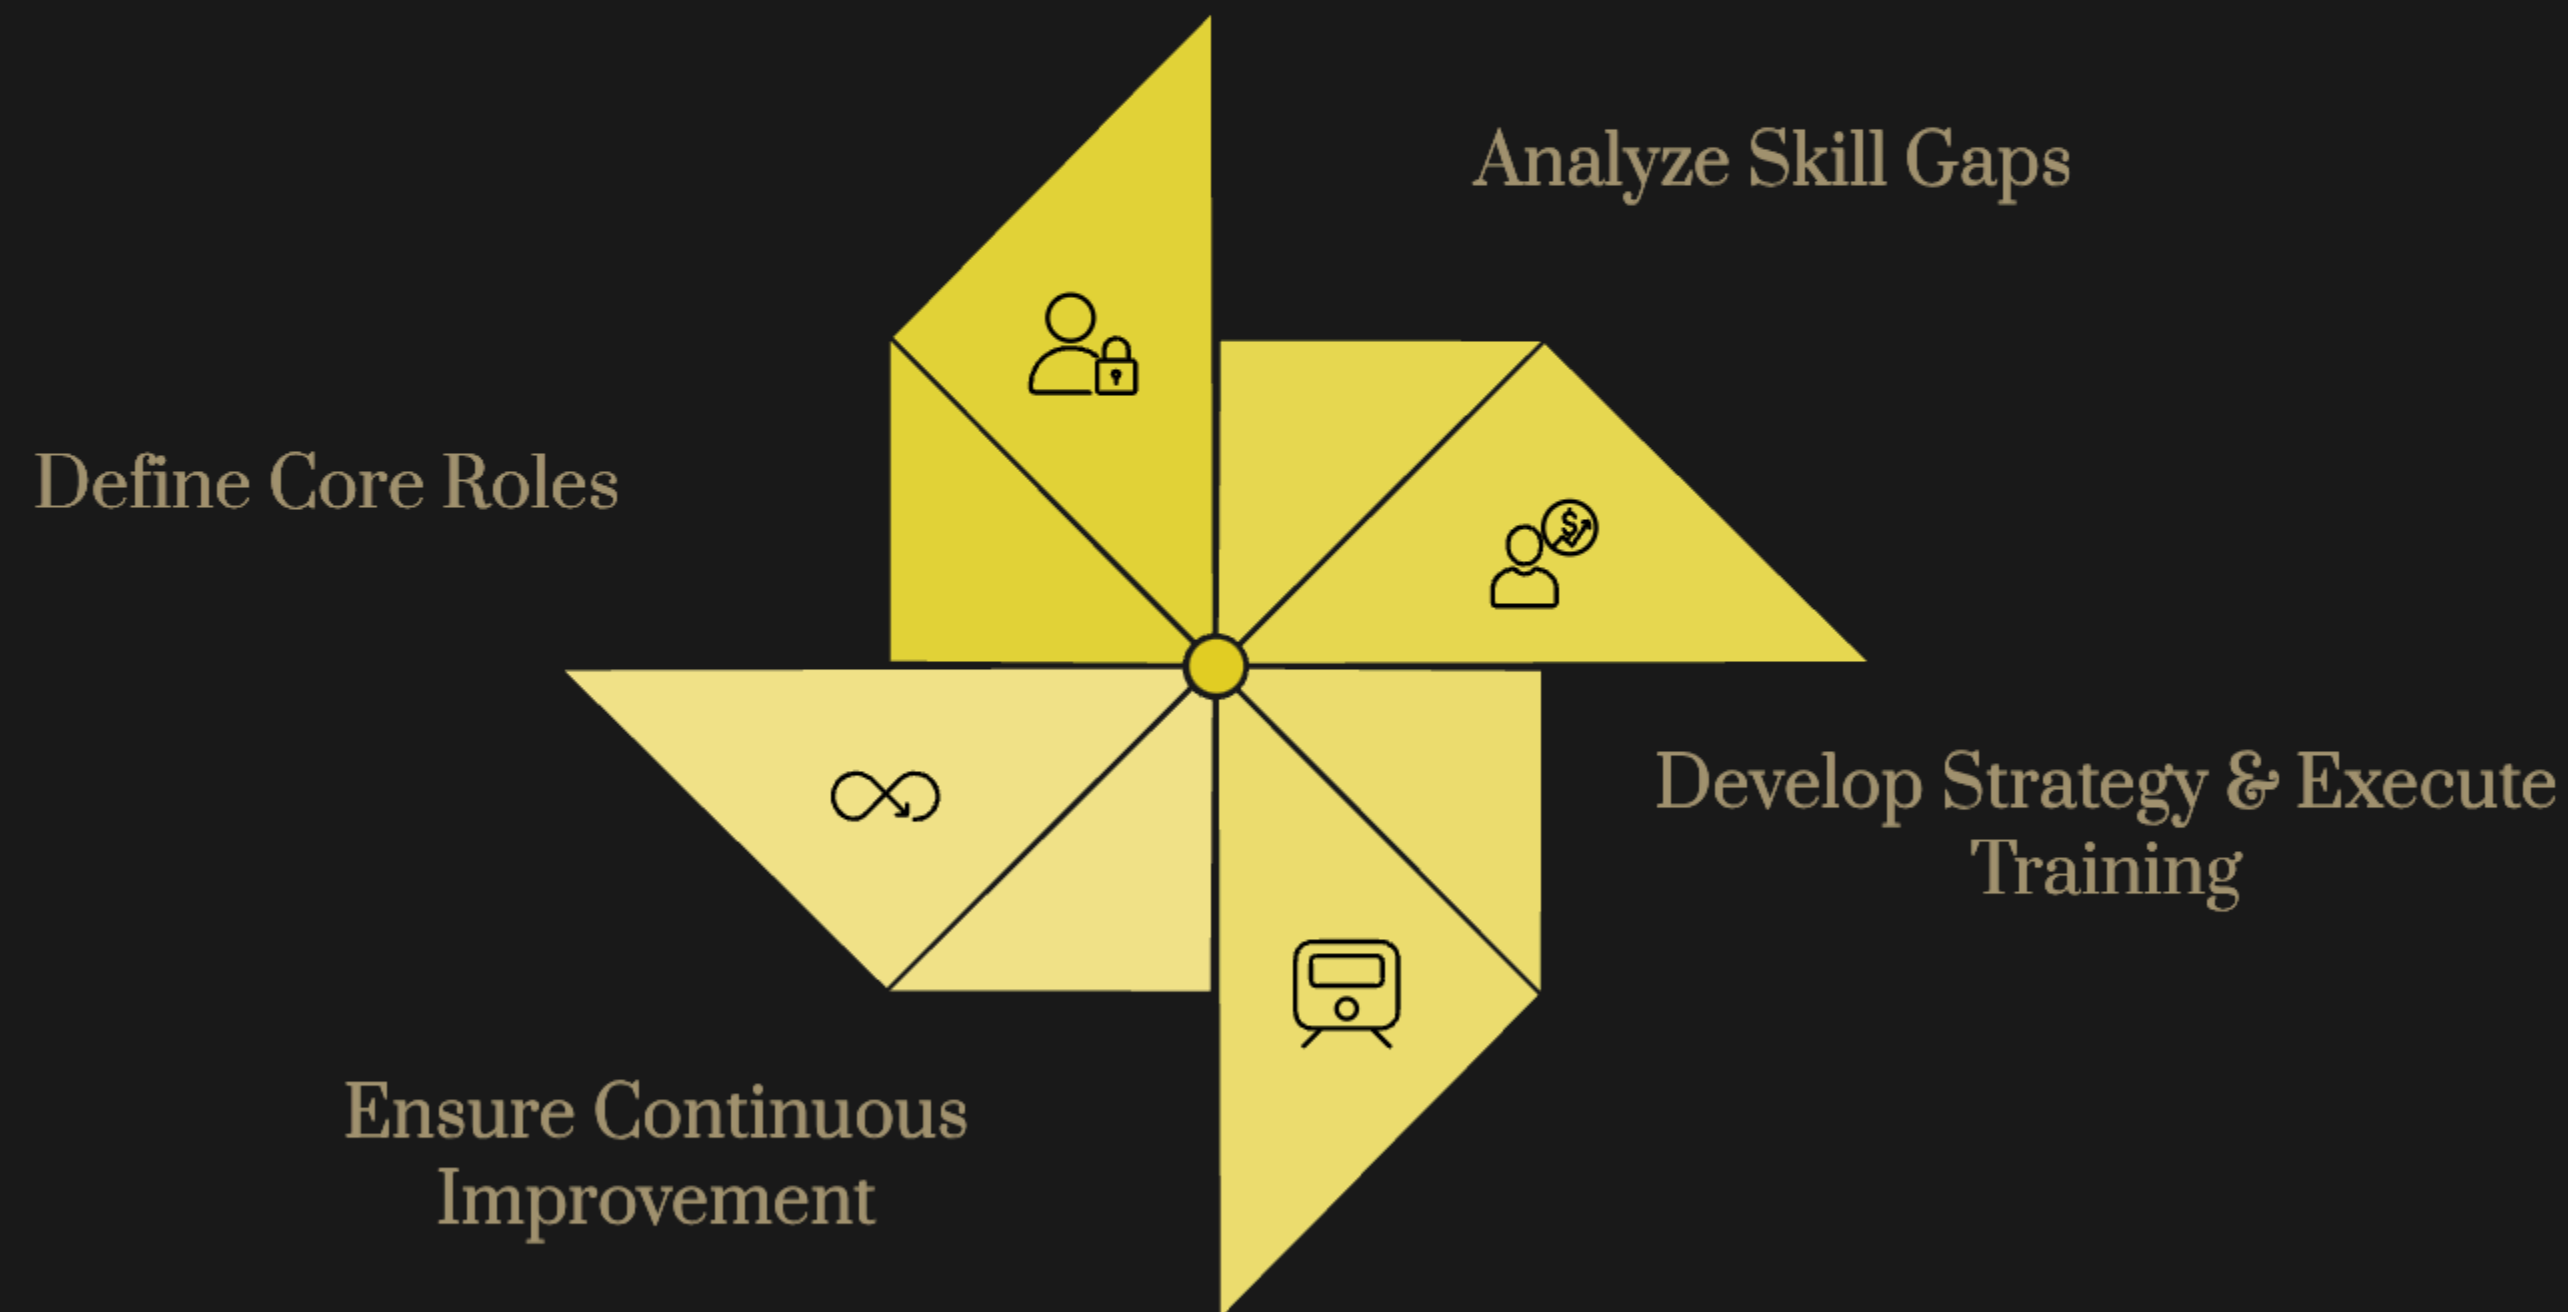 Analyze Skill Gaps
Define Core Roles
Develop Strategy & Execute
Training
Ensure Continuous
Improvement